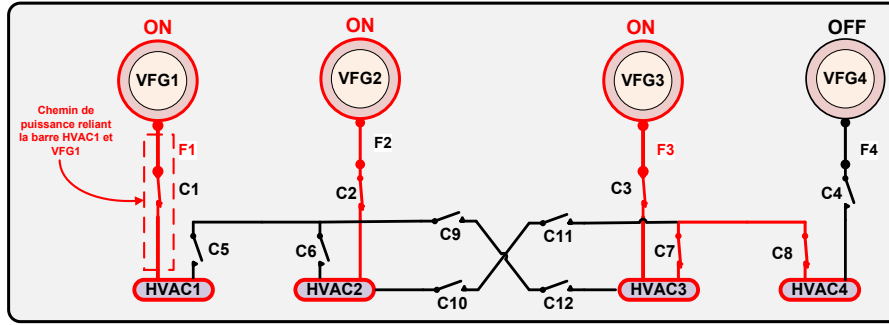 ON
ON
ON
OFF
VFG1
VFG2
VFG3
VFG4
Chemin de
puissance reliant
la barre HVAC1 et
VFG1
F1
F2
F3
F4
C1
C2
C3
C4
C5
C6
C9
C11
C7
C8
HVAC1
HVAC2
C10
C12
HVAC3
HVAC4